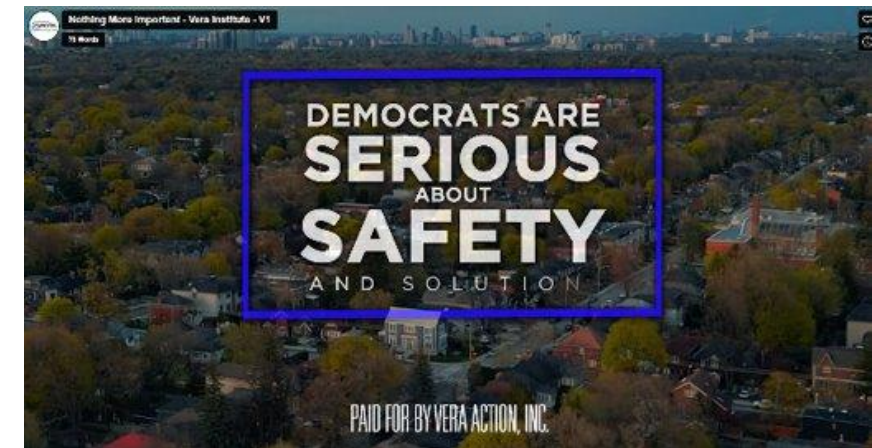 Nothing More Important - Vera Institute - V1
75 Words
DEMOCRATS ARE
SERIOUS
ABOUT
SAFETY
AND SOLUTION
PAID FOR BY VERA ACTION, INC.